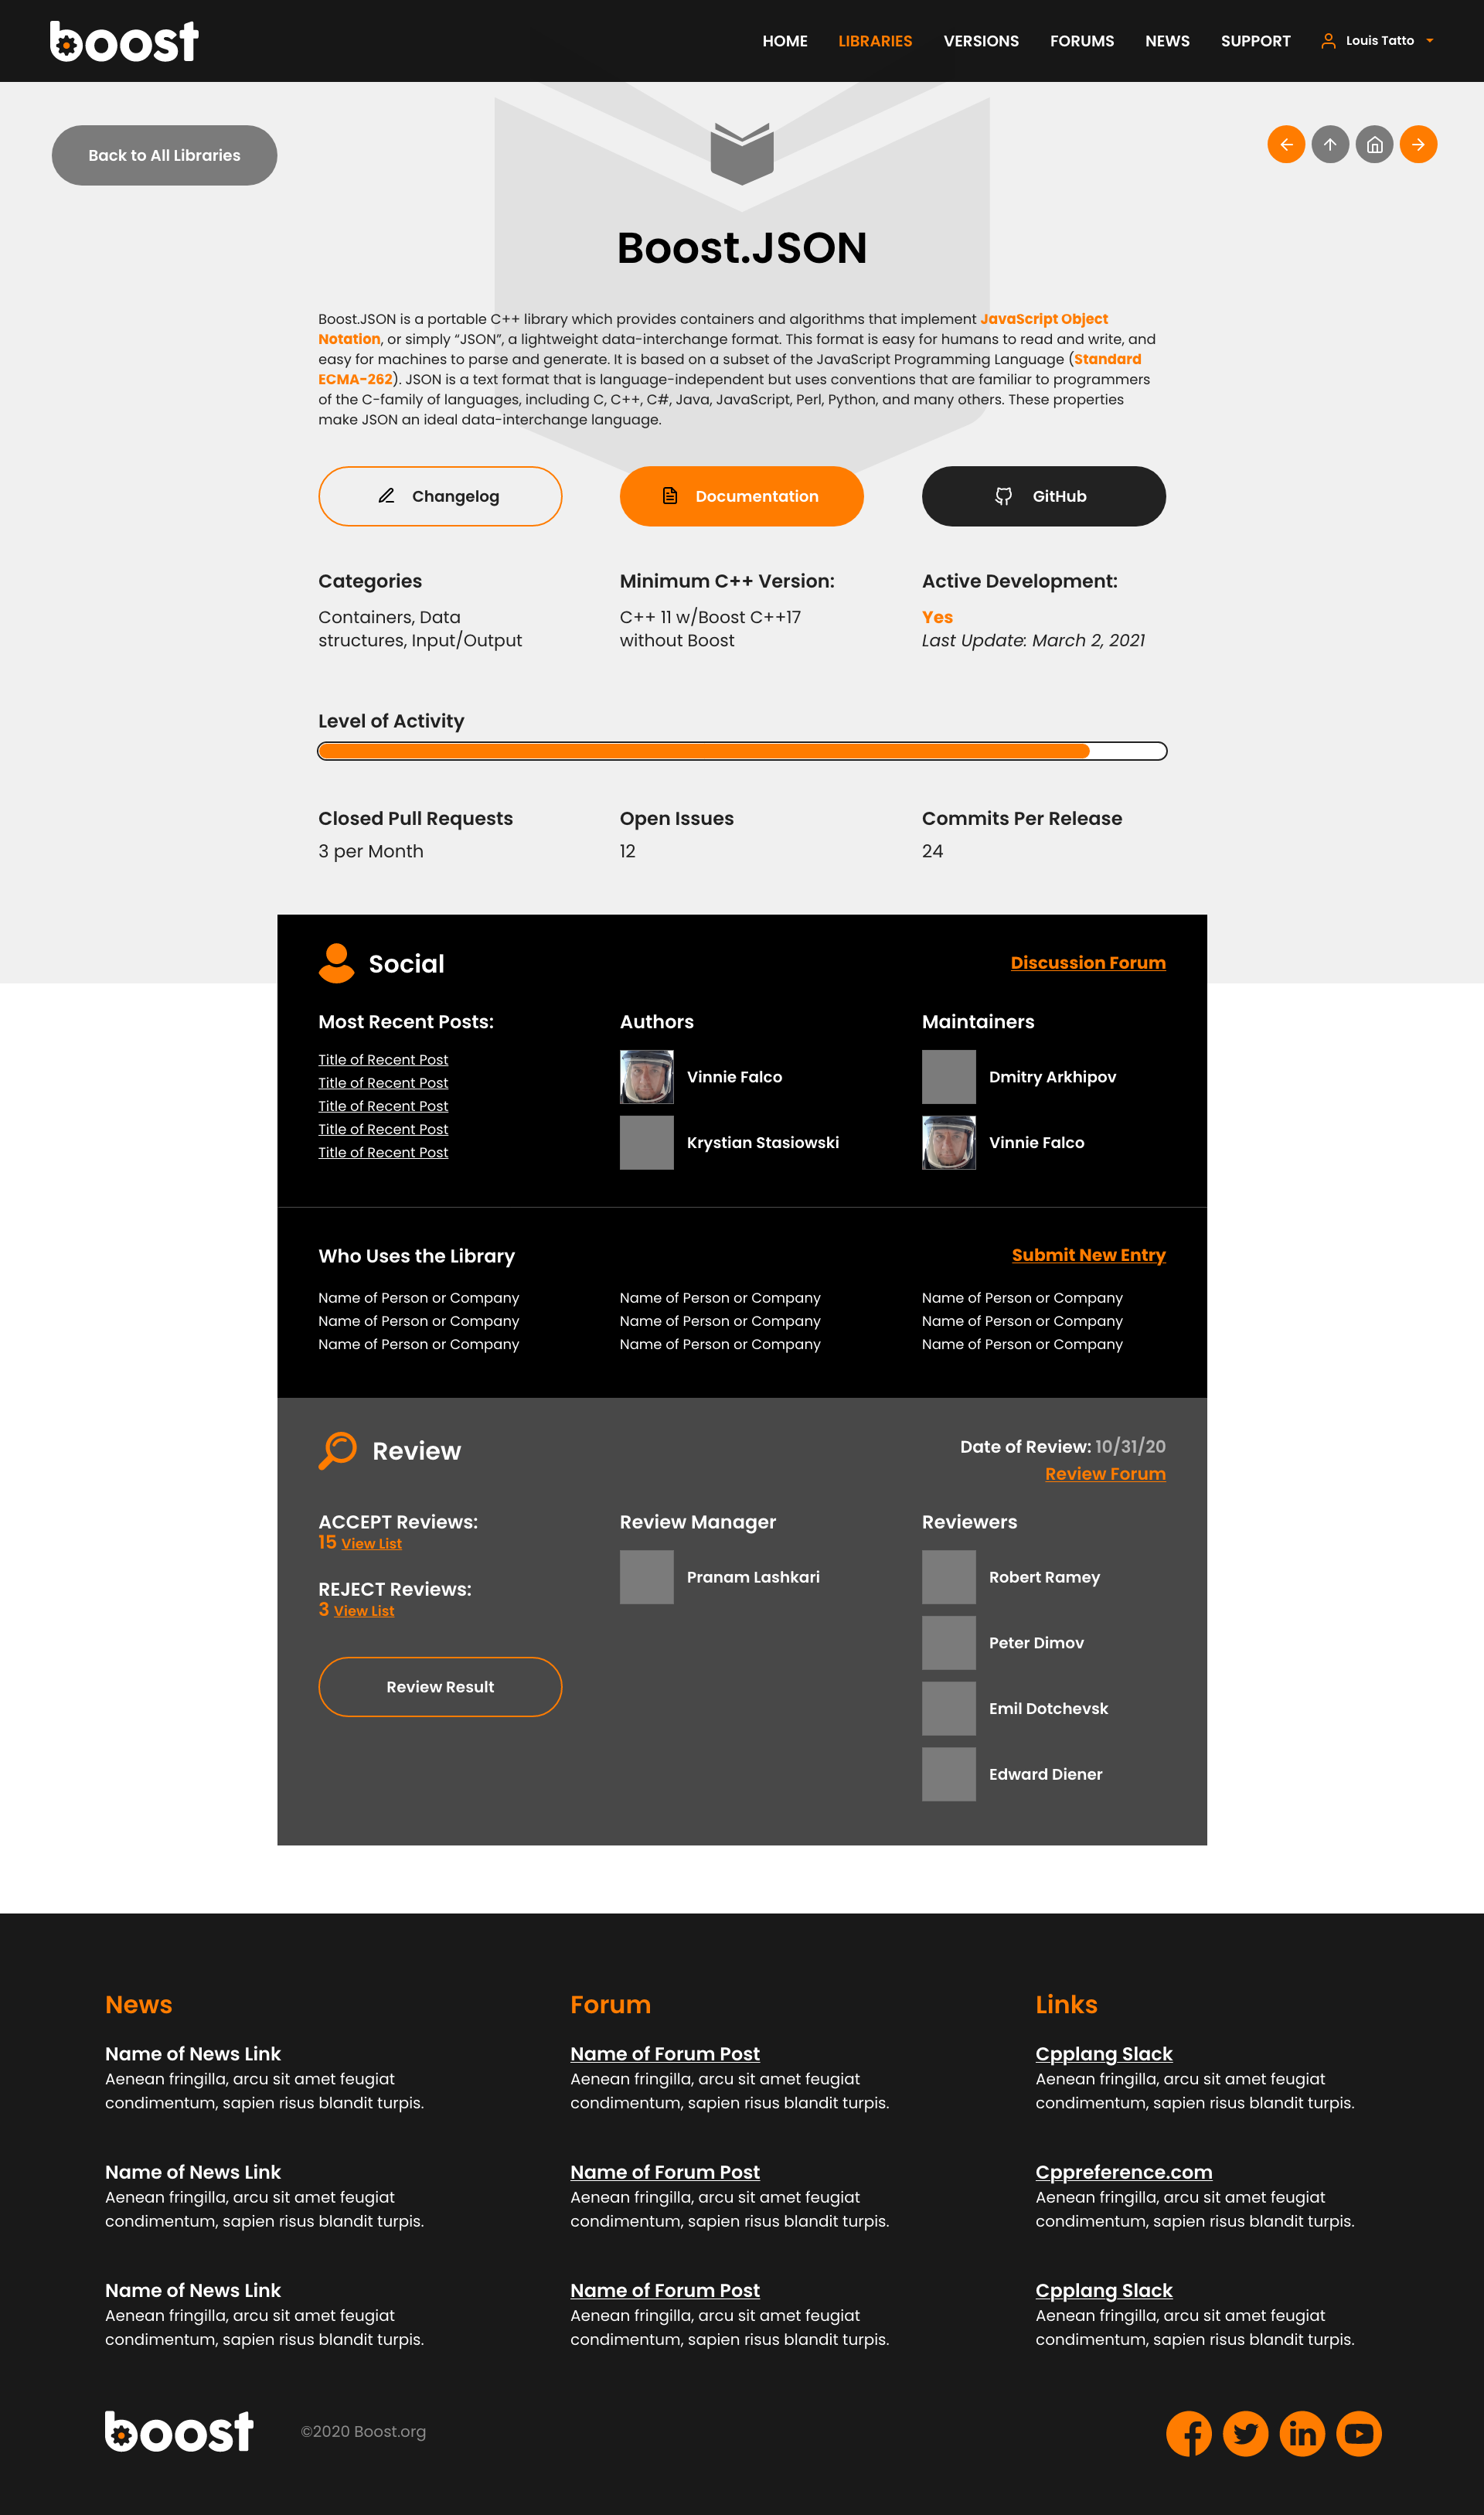 boost
HOME LIBRARIES VERSIONS FORUMS NEWS SUPPORT Louis Tatto
Back to All Libraries
Boost.JSON
Boost.JSON is a portable C++ library which provides containers and algorithms that implement JavaScript Object
Notation, or simply “JSON”, a lightweight data-interchange format. This format is easy for humans to read and write, and
easy for machines to parse and generate. It is based on a subset of the JavaScript Programming Language (Standard
ECMA-262). JSON is a text format that is language-independent but uses conventions that are familiar to programmers
of the C-family of languages, including C, C++, C#, Java, JavaScript, Perl, Python, and many others. These properties
make JSON an ideal data-interchange language.
Changelog
Documentation
GitHub
Categories
Containers, Data
structures, Input/Output
Minimum C++ Version:
C++ 11 w/Boost C++17
without Boost
Active Development:
Yes
Last Update: March 2, 2021
Level of Activity
Closed Pull Requests
3 per Month
Open Issues
12
Commits Per Release
24
Social
Discussion Forum
Most Recent Posts:
Title of Recent Post
Title of Recent Post
Title of Recent Post
Title of Recent Post
Title of Recent Post
Authors
Vinnie Falco
Krystian Stasiowski
Maintainers
Dmitry Arkhipov
Vinnie Falco
Who Uses the Library
Submit New Entry
Name of Person or Company
Name of Person or Company
Name of Person or Company
Name of Person or Company
Name of Person or Company
Name of Person or Company
Name of Person or Company
Name of Person or Company
Name of Person or Company
Review
Date of Review: 10/31/20
Review Forum
ACCEPT Reviews:
15 View List
REJECT Reviews:
3 View List
Review Result
Review Manager
Pranam Lashkari
Reviewers
Robert Ramey
Peter Dimov
Emil Dotchevsk
Edward Diener
News
Name of News Link
Aenean fringilla, arcu sit amet feugiat
condimentum, sapien risus blandit turpis.
Name of News Link
Aenean fringilla, arcu sit amet feugiat
condimentum, sapien risus blandit turpis.
Name of News Link
Aenean fringilla, arcu sit amet feugiat
condimentum, sapien risus blandit turpis.
Forum
Name of Forum Post
Aenean fringilla, arcu sit amet feugiat
condimentum, sapien risus blandit turpis.
Name of Forum Post
Aenean fringilla, arcu sit amet feugiat
condimentum, sapien risus blandit turpis.
Name of Forum Post
Aenean fringilla, arcu sit amet feugiat
condimentum, sapien risus blandit turpis.
Links
Cpplang Slack
Aenean fringilla, arcu sit amet feugiat
condimentum, sapien risus blandit turpis.
Cppreference.com
Aenean fringilla, arcu sit amet feugiat
condimentum, sapien risus blandit turpis.
Cpplang Slack
Aenean fringilla, arcu sit amet feugiat
condimentum, sapien risus blandit turpis.
boost
©2020 Boost.org